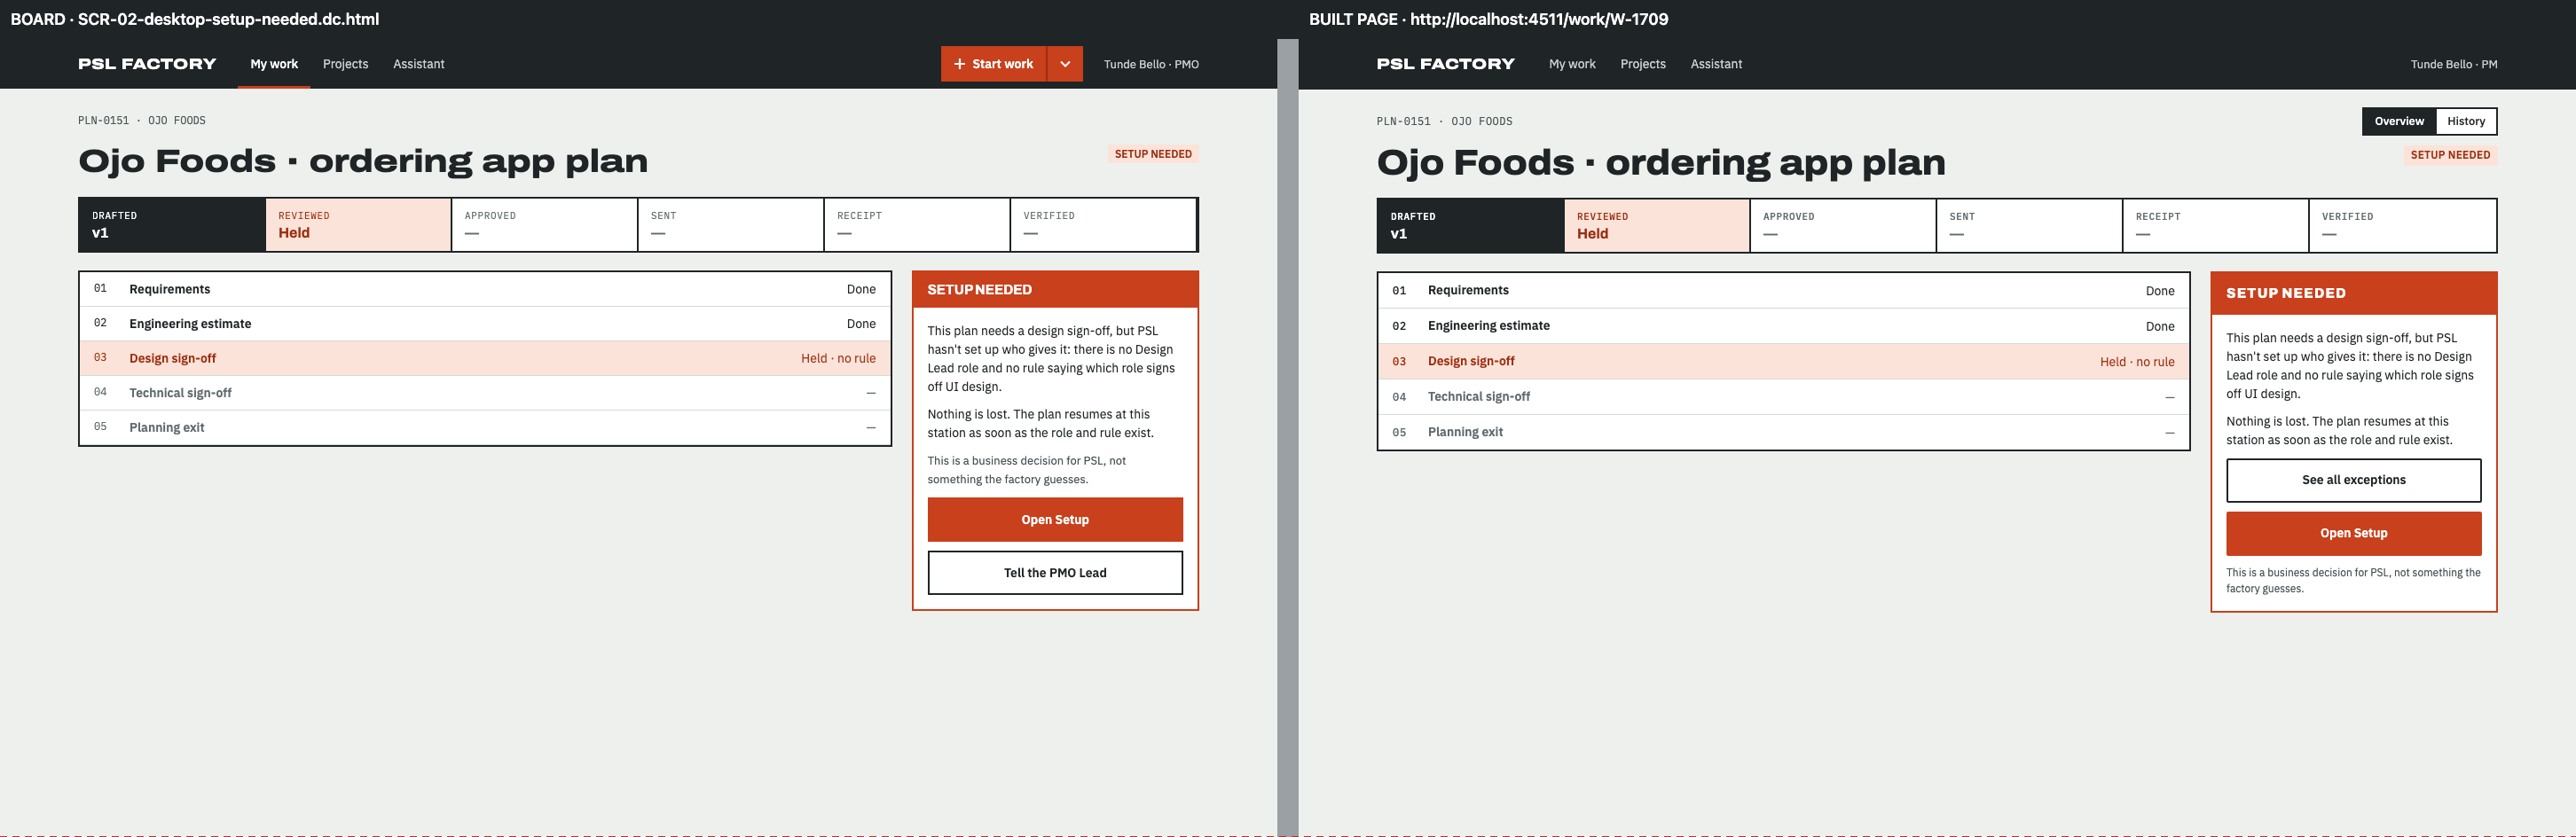 BOARD · SCR-02-desktop-setup-needed.dc.html
PSL FACTORY My work Projects Assistant + Start work Tunde Bello · PMO
PLN-0151 · OJO FOODS
Ojo Foods · ordering app plan
SETUP NEEDED
DRAFTED REVIEWED APPROVED SENT RECEIPT VERIFIED
v1 Held — — — —
01 Requirements Done
02 Engineering estimate Done
03 Design sign-off Held · no rule
04 Technical sign-off —
05 Planning exit —
SETUP NEEDED
This plan needs a design sign-off, but PSL
hasn't set up who gives it: there is no Design
Lead role and no rule saying which role signs
off UI design.
Nothing is lost. The plan resumes at this
station as soon as the role and rule exist.
This is a business decision for PSL, not
something the factory guesses.
Open Setup
Tell the PMO Lead
BUILT PAGE · http://localhost:4511/work/W-1709
PSL FACTORY My work Projects Assistant Tunde Bello · PM
PLN-0151 · OJO FOODS
Overview History
Ojo Foods · ordering app plan
SETUP NEEDED
DRAFTED REVIEWED APPROVED SENT RECEIPT VERIFIED
v1 Held — — — —
01 Requirements Done
02 Engineering estimate Done
03 Design sign-off Held · no rule
04 Technical sign-off —
05 Planning exit —
SETUP NEEDED
This plan needs a design sign-off, but PSL
hasn't set up who gives it: there is no Design
Lead role and no rule saying which role signs
off UI design.
Nothing is lost. The plan resumes at this
station as soon as the role and rule exist.
See all exceptions
Open Setup
This is a business decision for PSL, not something the
factory guesses.